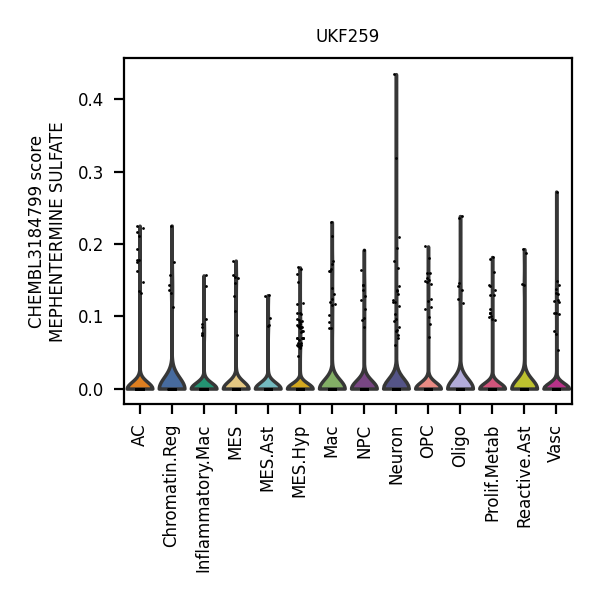 UKF259
CHEMBL3184799 score
MEPHENTERMINE SULFATE
0.4
0.3
0.2
0.1
0.0
AC
Chromatin.Reg
Inflammatory.Mac
MES
MES.Ast
MES.Hyp
Mac
NPC
Neuron
OPC
Oligo
Prolif.Metab
Reactive.Ast
Vasc